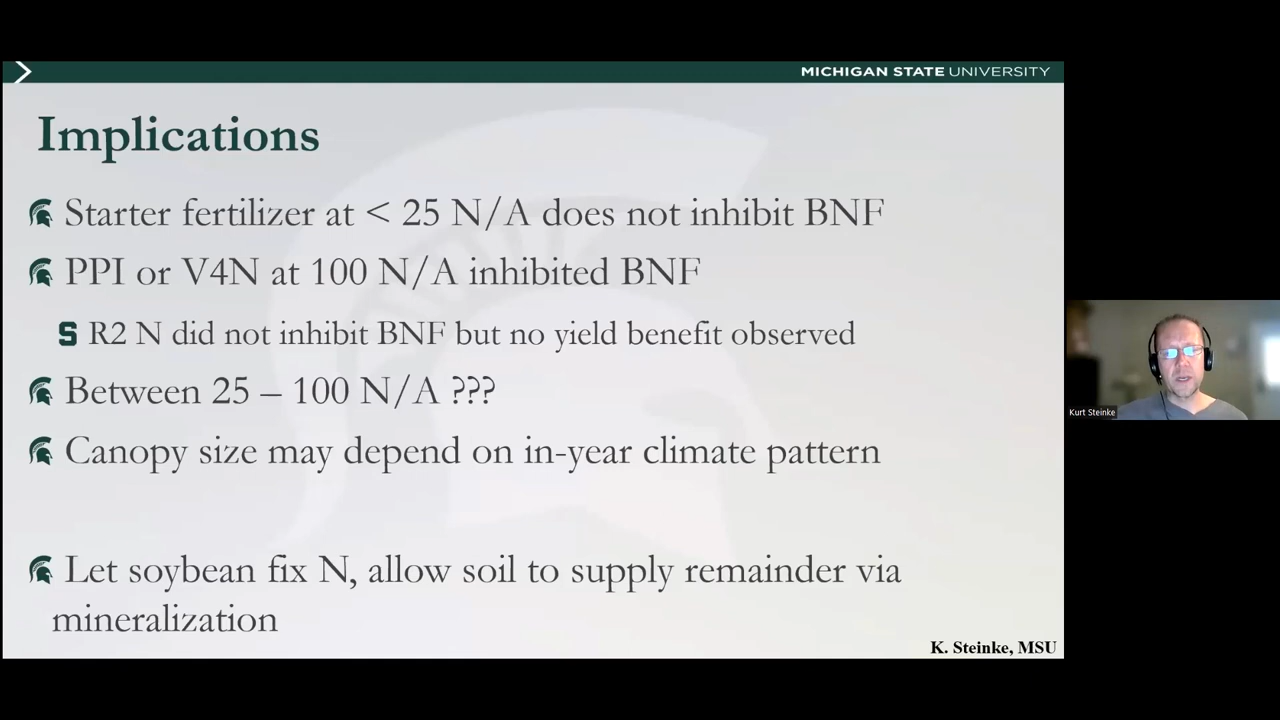 MICHIGAN STATE UNIVERSITY
Implications
Starter fertilizer at < 25 N/A does not inhibit BNF
PPI or V4N at 100 N/A inhibited BNF
S R2 N did not inhibit BNF but no yield benefit observed
Between 25 – 100 N/A ???
Canopy size may depend on in-year climate pattern
Let soybean fix N, allow soil to supply remainder via
mineralization
K. Steinke, MSU
Kurt Steinke